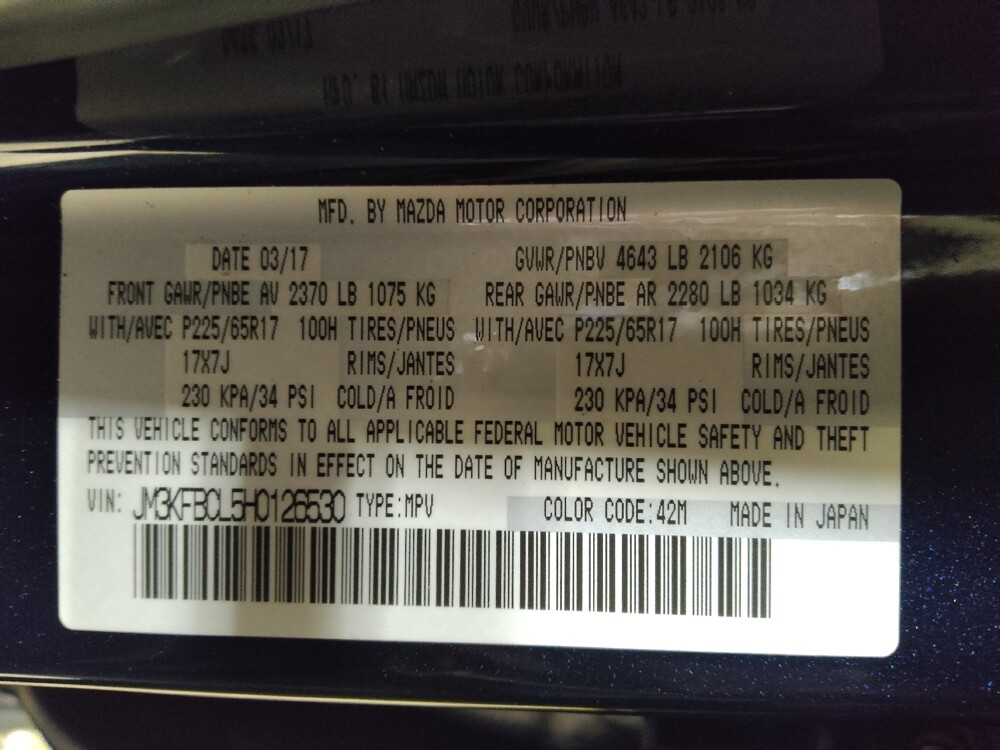 MFD. BY MAZDA MOTOR CORPORATION
DATE 03/17 GVWR/PNBV 4643 LB 2106 KG
FRONT GAWR/PNBE AV 2370 LB 1075 KG REAR GAWR/PNBE AR 2280 LB 1034 KG
WITH/AVEC P225/65R17 100H TIRES/PNEUS WITH/AVEC P225/65R17 100H TIRES/PNEUS
17X7J RIMS/JANTES 17X7J RIMS/JANTES
230 KPA/34 PSI COLD/A FROID 230 KPA/34 PSI COLD/A FROID
THIS VEHICLE CONFORMS TO ALL APPLICABLE FEDERAL MOTOR VEHICLE SAFETY AND THEFT
PREVENTION STANDARDS IN EFFECT ON THE DATE OF MANUFACTURE SHOWN ABOVE.
VIN: JM3KFBCL5H0126530 TYPE:MPV COLOR CODE:42M MADE IN JAPAN